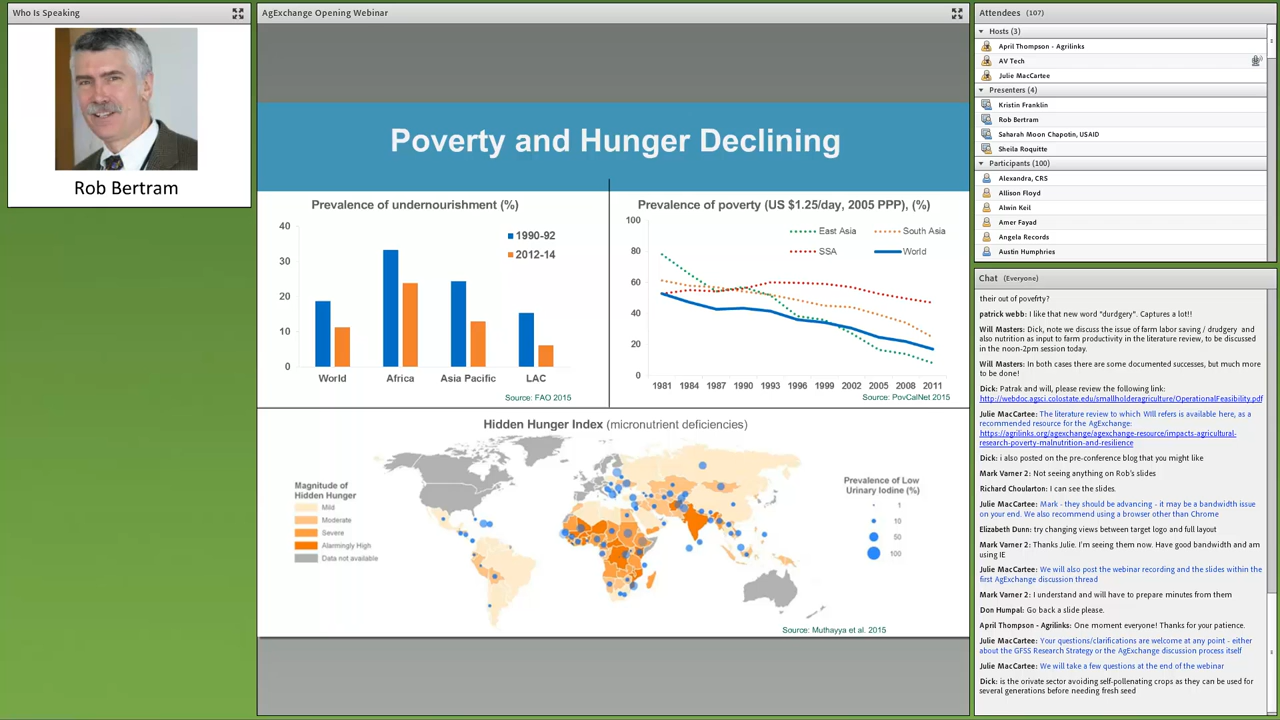 Who Is Speaking
Rob Bertram
AgExchange Opening Webinar
Poverty and Hunger Declining
Prevalence of undernourishment (%)
40
30
20
10
0
1990-92
2012-14
World Africa Asia Pacific LAC
Source: FAO 2015
Prevalence of poverty (US $1.25/day, 2005 PPP), (%)
100
80
60
40
20
0
East Asia South Asia
SSA World
1981 1984 1987 1990 1993 1996 1999 2002 2005 2008 2011
Source: PovCalNet 2015
Hidden Hunger Index (micronutrient deficiencies)
Magnitude of
Hidden Hunger
Mild
Moderate
Severe
Alarmingly High
Data not available
Prevalence of Low
Urinary Iodine (%)
1
10
50
100
Source: Muthayya et al. 2015
Attendees (107)
Hosts (3)
April Thompson - Agrilinks
AV Tech
Julie MacCartee
Presenters (4)
Kristin Franklin
Rob Bertram
Saharah Moon Chapotin, USAID
Sheila Roquitte
Participants (100)
Alexandra, CRS
Allison Floyd
Alwin Keil
Amer Fayad
Angela Records
Austin Humphries
Chat (Everyone)
their out of povefrty?
patrick webb: I like that new word "durdgery". Captures a lot!!
Will Masters: Dick, note we discuss the issue of farm labor saving / drudgery and
also nutrition as input to farm productivity in the literature review, to be discussed
in the noon-2pm session today.
Will Masters: In both cases there are some documented successes, but much more
to be done!
Dick: Patrak and will, please review the following link:
http://webdoc.agsci.colostate.edu/smallholderagriculture/OperationalFeasibility.pdf
Julie MacCartee: The literature review to which Will refers is available here, as a
recommended resource for the AgExchange:
https://agrilinks.org/agexchange/agexchange-resource/impacts-agricultural-
research-poverty-malnutrition-and-resilience
Dick: i also posted on the pre-conference blog that you might like
Mark Varner 2: Not seeing anything on Rob's slides
Richard Choularton: I can see the slides.
Julie MacCartee: Mark - they should be advancing - it may be a bandwidth issue
on your end. We also recommend using a browser other than Chrome
Elizabeth Dunn: try changing views between target logo and full layout
Mark Varner 2: Thanks Julie. I'm seeing them now. Have good bandwidth and am
using IE
Julie MacCartee: We will also post the webinar recording and the slides within the
first AgExchange discussion thread
Mark Varner 2: I understand and will have to prepare minutes from them
Don Humpal: Go back a slide please.
April Thompson - Agrilinks: One moment everyone! Thanks for your patience.
Julie MacCartee: Your questions/clarifications are welcome at any point - either
about the GFSS Research Strategy or the AgExchange discussion process itself
Julie MacCartee: We will take a few questions at the end of the webinar
Dick: is the orivate sector avoiding self-pollenating crops as they can be used for
several generations before needing fresh seed